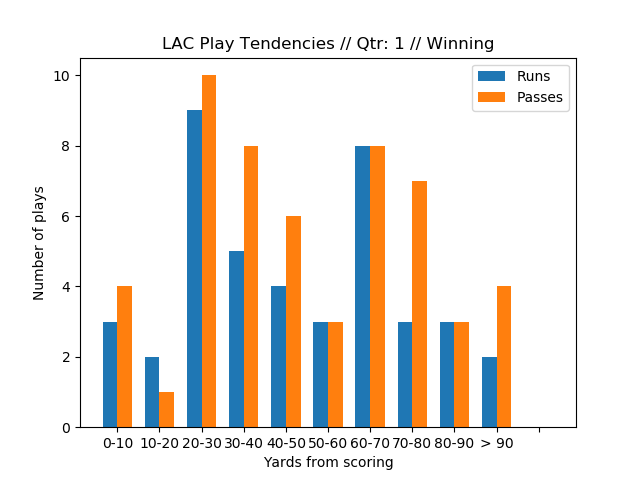 LAC Play Tendencies // Qtr: 1 // Winning
Runs
Passes
10
8
6
4
2
0
Number of plays
0-10 10-20 20-30 30-40 40-50 50-60 60-70 70-80 80-90 > 90
Yards from scoring